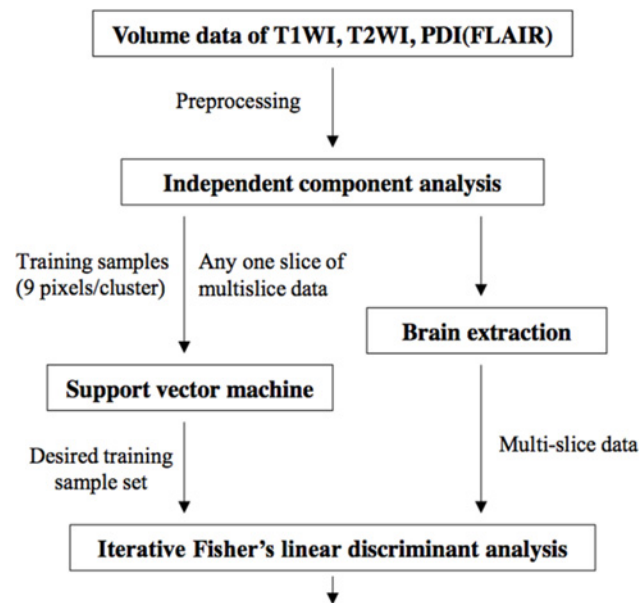 Volume data of T1WI, T2WI, PDI(FLAIR)
Preprocessing
Independent component analysis
Training samples
(9 pixels/cluster)
Any one slice of
multislice data
Brain extraction
Support vector machine
Desired training
sample set
Multi-slice data
Iterative Fisher's linear discriminant analysis